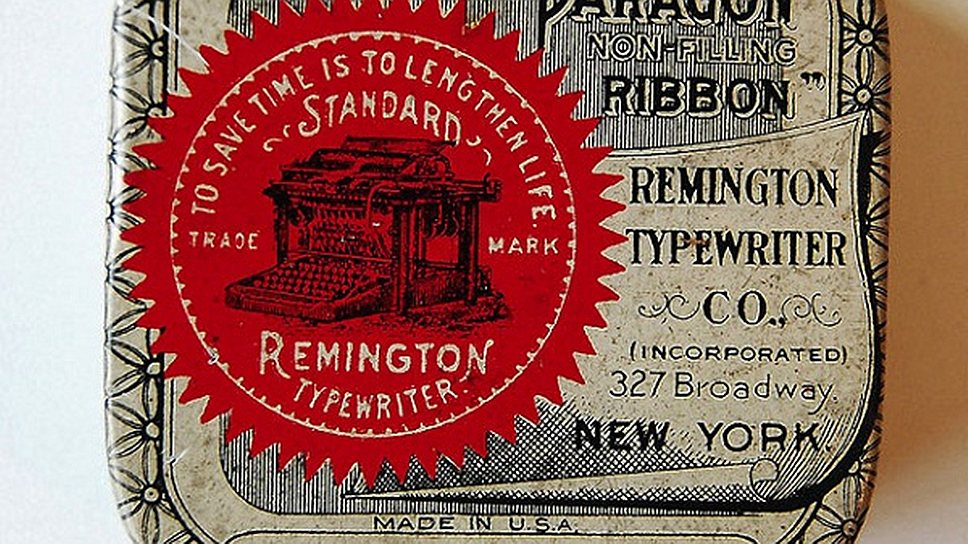 TO SAVE TIME IS TO LENGTHEN LIFE
STANDARD
TRADE MARK
REMINGTON
TYPEWRITER
PARAGON
NON-FILLING
RIBBON
REMINGTON
TYPEWRITER
CO.,
(INCORPORATED)
327 Broadway.
NEW YORK.
MADE IN U.S.A.